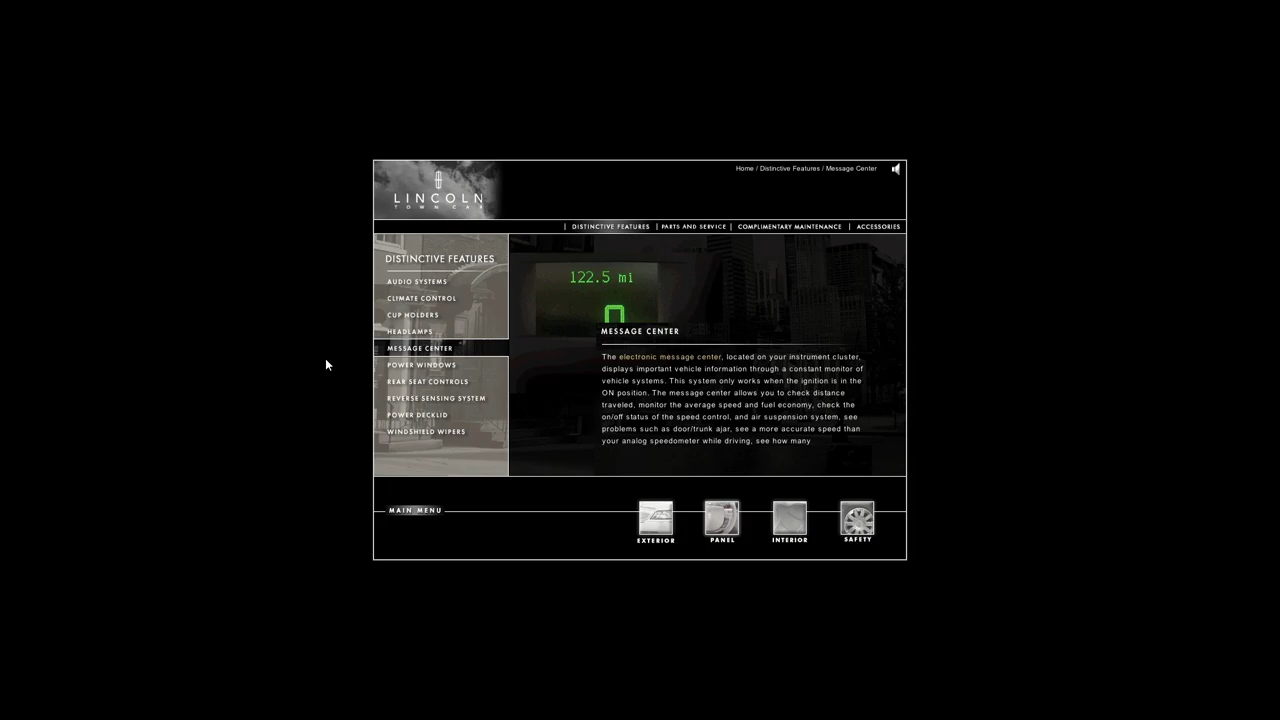 Home / Distinctive Features / Message Center
LINCOLN
TOWN CAR
DISTINCTIVE FEATURES | PARTS AND SERVICE | COMPLIMENTARY MAINTENANCE | ACCESSORIES
DISTINCTIVE FEATURES
AUDIO SYSTEMS
CLIMATE CONTROL
CUP HOLDERS
HEADLAMPS
MESSAGE CENTER
POWER WINDOWS
REAR SEAT CONTROLS
REVERSE SENSING SYSTEM
POWER DECKLID
WINDSHIELD WIPERS
122.5 mi
0
MESSAGE CENTER
The electronic message center, located on your instrument cluster,
displays important vehicle information through a constant monitor of
vehicle systems. This system only works when the ignition is in the
ON position. The message center allows you to check distance
traveled, monitor the average speed and fuel economy, check the
on/off status of the speed control, and air suspension system, see
problems such as door/trunk ajar, see a more accurate speed than
your analog speedometer while driving, see how many
MAIN MENU
EXTERIOR
PANEL
INTERIOR
SAFETY